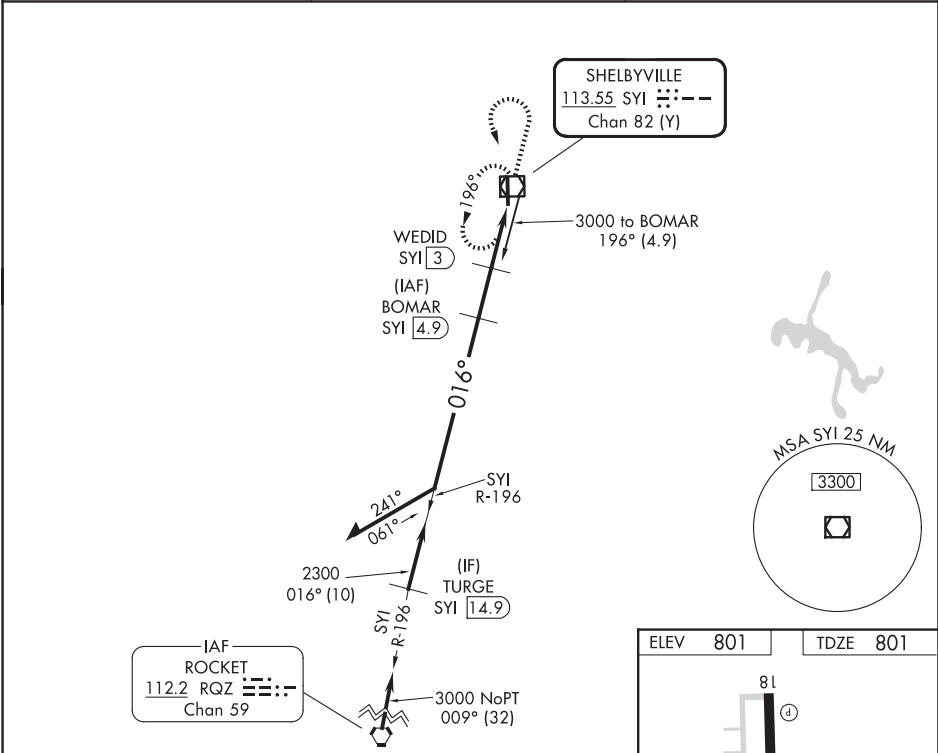 SHELBYVILLE
113.55 SYI
Chan 82 (Y)
196°
3000 to BOMAR
196° (4.9)
WEDID
SYI 3
(IAF)
BOMAR
SYI 4.9
016°
MSA SYI 25 NM
3300
SYI
R-196
241°
061°
2300
016° (10)
(IF)
TURGE
SYI 14.9
SYI
R-196
IAF
ROCKET
112.2 RQZ
Chan 59
3000 NoPT
009° (32)
ELEV 801
TDZE 801
18
P